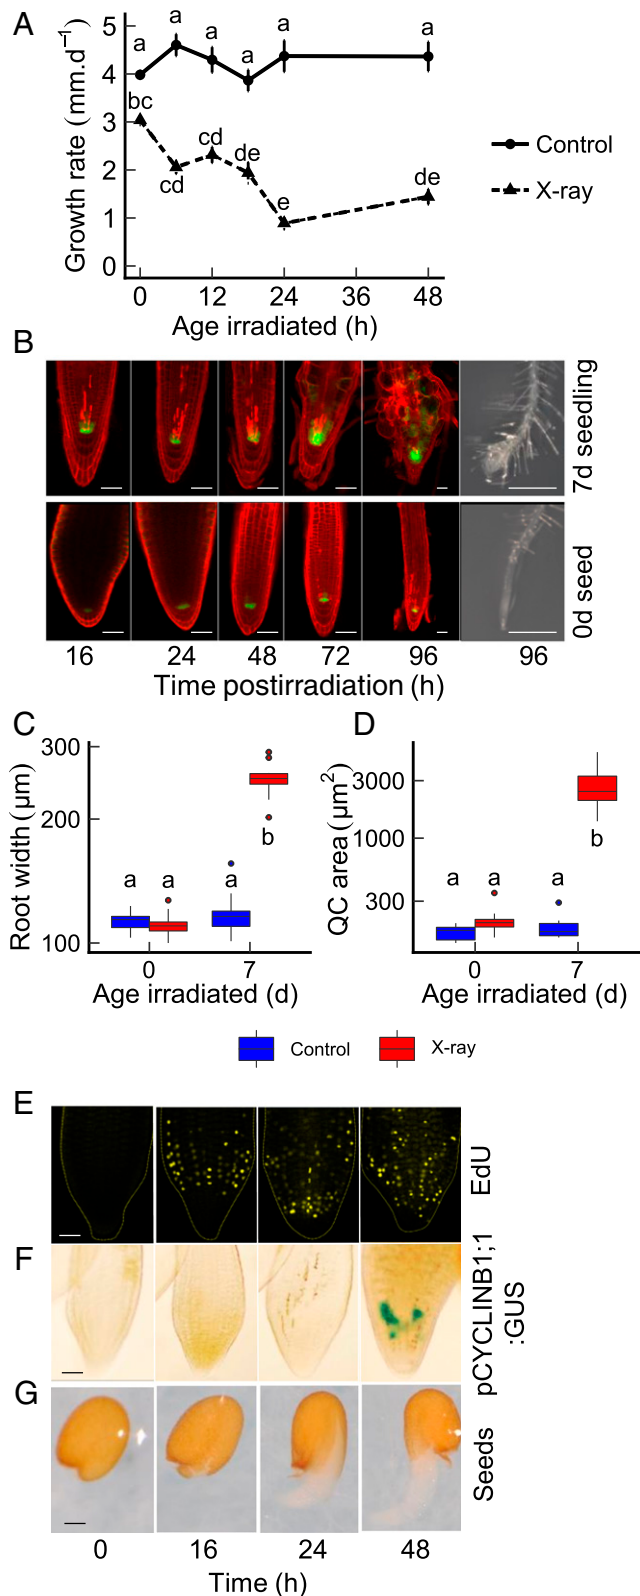 A
Growth rate (mm.d⁻¹)
5
4
3
2
1
0
a a a a a a
bc cd cd de e de
0 12 24 36 48
Age irradiated (h)
Control
X-ray
B
7d seedling
0d seed
16 24 48 72 96 96
Time postirradiation (h)
C
Root width (μm)
300
200
100
a a a b
0 7
Age irradiated (d)
D
QC area (μm²)
3000
1000
300
a a a b
0 7
Age irradiated (d)
Control X-ray
E
EdU
F
pCYCLINB1;1
:GUS
G
Seeds
0 16 24 48
Time (h)